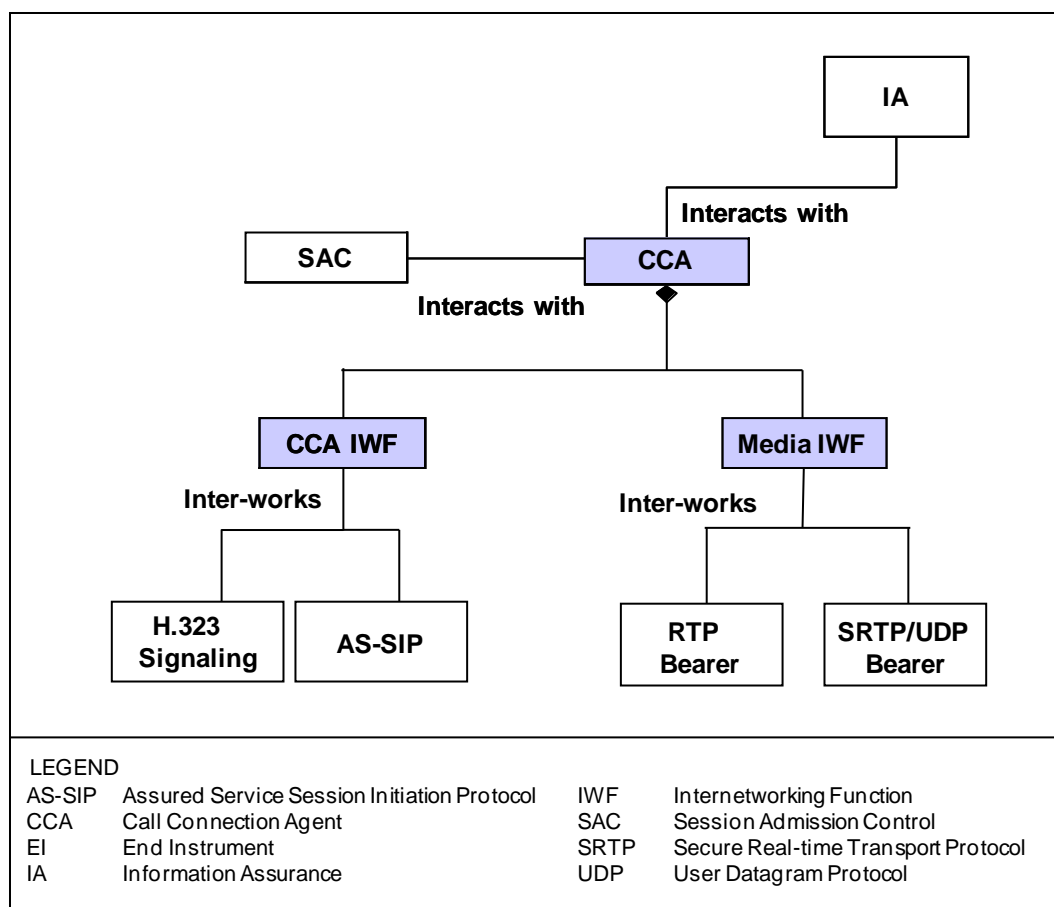 IA
Interacts with
SAC
CCA
Interacts with
CCA IWF
Media IWF
Inter-works
Inter-works
H.323
Signaling
AS-SIP
RTP
Bearer
SRTP/UDP
Bearer
LEGEND
AS-SIP Assured Service Session Initiation Protocol
CCA Call Connection Agent
EI End Instrument
IA Information Assurance
IWF Internetworking Function
SAC Session Admission Control
SRTP Secure Real-time Transport Protocol
UDP User Datagram Protocol